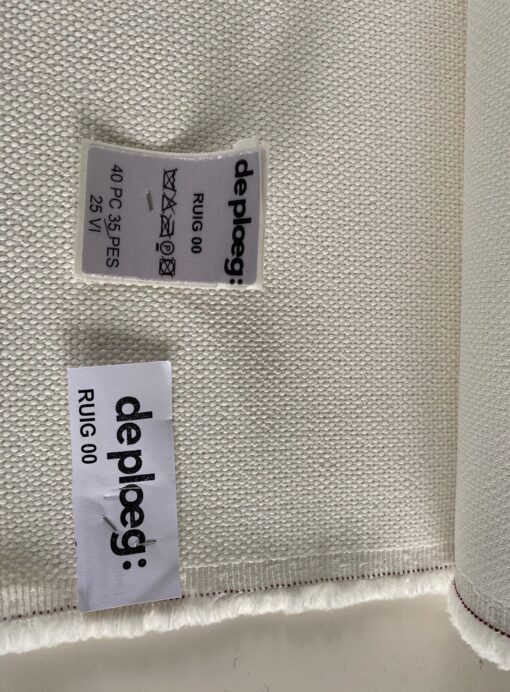 de ploeg:
RUIG 00
40 PC 35 PES
25 VI
de ploeg:
RUIG 00